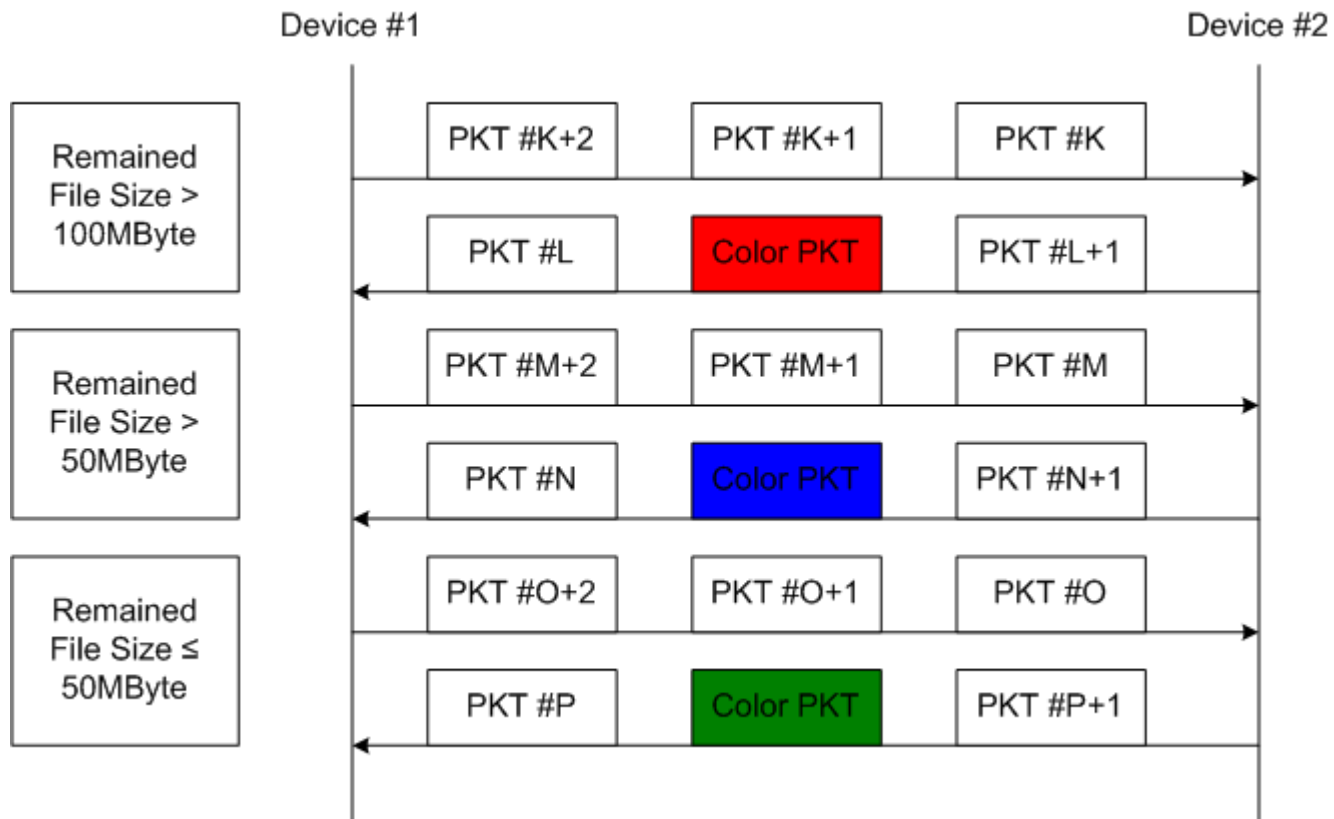 Device #1
Device #2
Remained
File Size >
100MByte
PKT #K+2
PKT #K+1
PKT #K
PKT #L
Color PKT
PKT #L+1
Remained
File Size >
50MByte
PKT #M+2
PKT #M+1
PKT #M
PKT #N
Color PKT
PKT #N+1
Remained
File Size ≤
50MByte
PKT #O+2
PKT #O+1
PKT #O
PKT #P
Color PKT
PKT #P+1